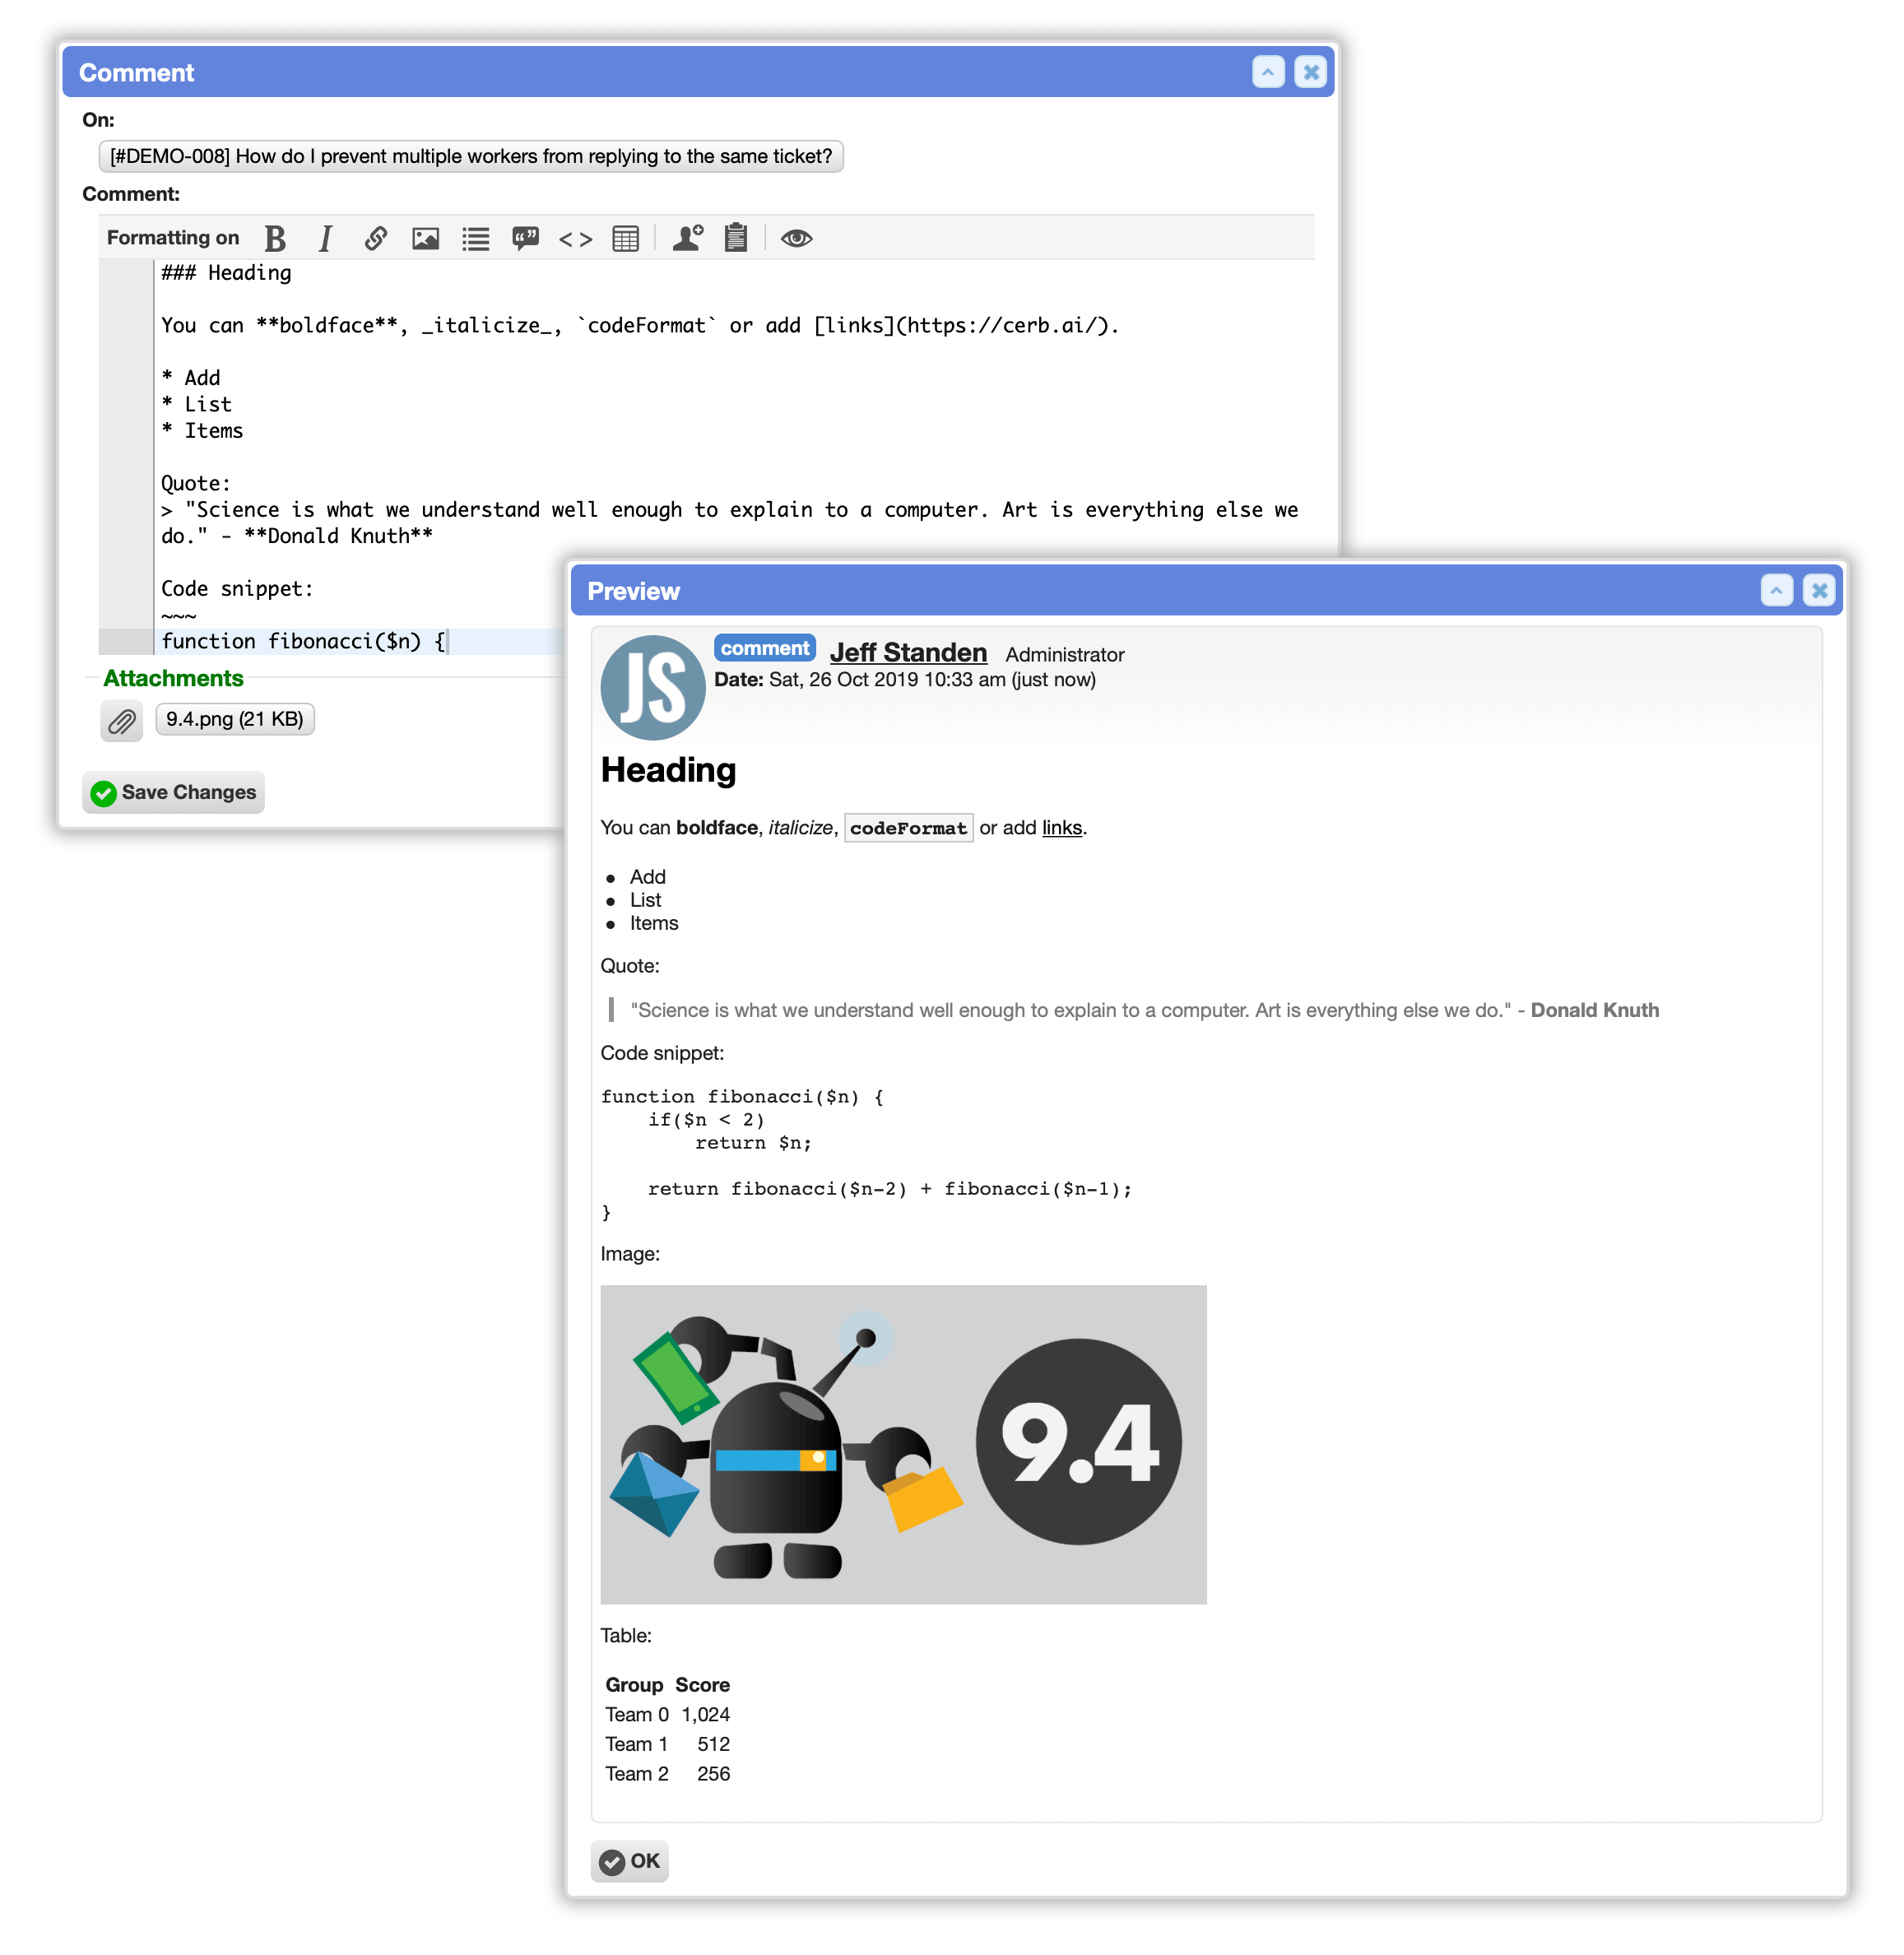 Comment
On:
[#DEMO-008] How do I prevent multiple workers from replying to the same ticket?
Comment:
Formatting on B I
### Heading
You can **boldface**, _italicize_, `codeFormat` or add [links](https://cerb.ai/).
* Add
* List
* Items
Quote:
> "Science is what we understand well enough to explain to a computer. Art is everything else we
do." - **Donald Knuth**
Code snippet:
~~~
function fibonacci($n) {
Attachments
9.4.png (21 KB)
Save Changes
Preview
JS
comment Jeff Standen Administrator
Date: Sat, 26 Oct 2019 10:33 am (just now)
Heading
You can boldface, italicize, codeFormat or add links.
● Add
● List
● Items
Quote:
"Science is what we understand well enough to explain to a computer. Art is everything else we do." - Donald Knuth
Code snippet:
function fibonacci($n) {
    if($n < 2)
        return $n;
    return fibonacci($n-2) + fibonacci($n-1);
}
Image:
9.4
Table:
Group Score
Team 0 1,024
Team 1 512
Team 2 256
OK